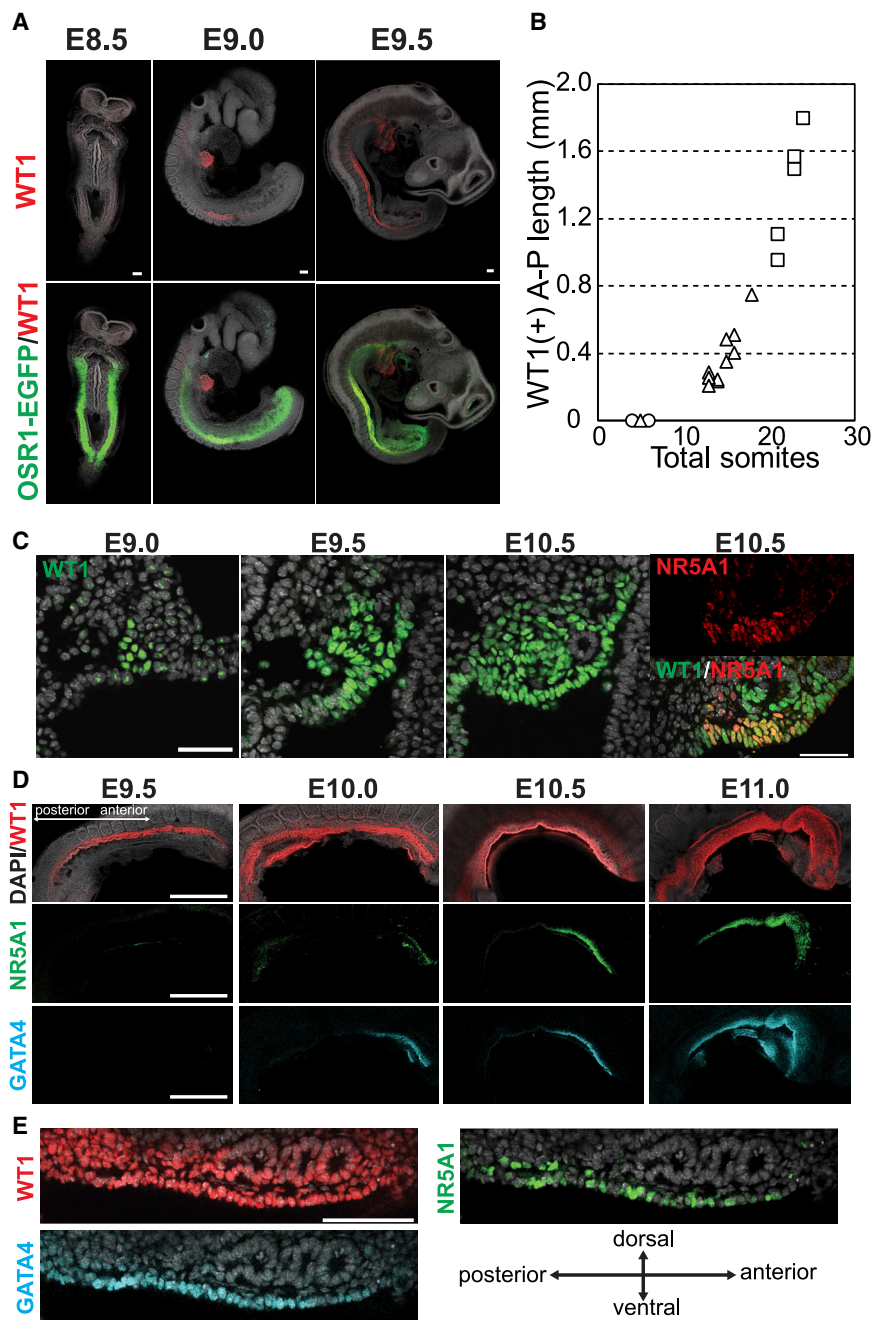 A
E8.5 E9.0 E9.5
WT1
OSR1-EGFP/WT1
B
WT1(+) A-P length (mm)
2.0
1.6
1.2
0.8
0.4
0
0 10 20 30
Total somites
C
E9.0 E9.5 E10.5 E10.5
WT1
NR5A1
WT1/NR5A1
D
E9.5 E10.0 E10.5 E11.0
posterior anterior
DAPI/WT1
NR5A1
GATA4
E
WT1
NR5A1
GATA4
dorsal
posterior anterior
ventral